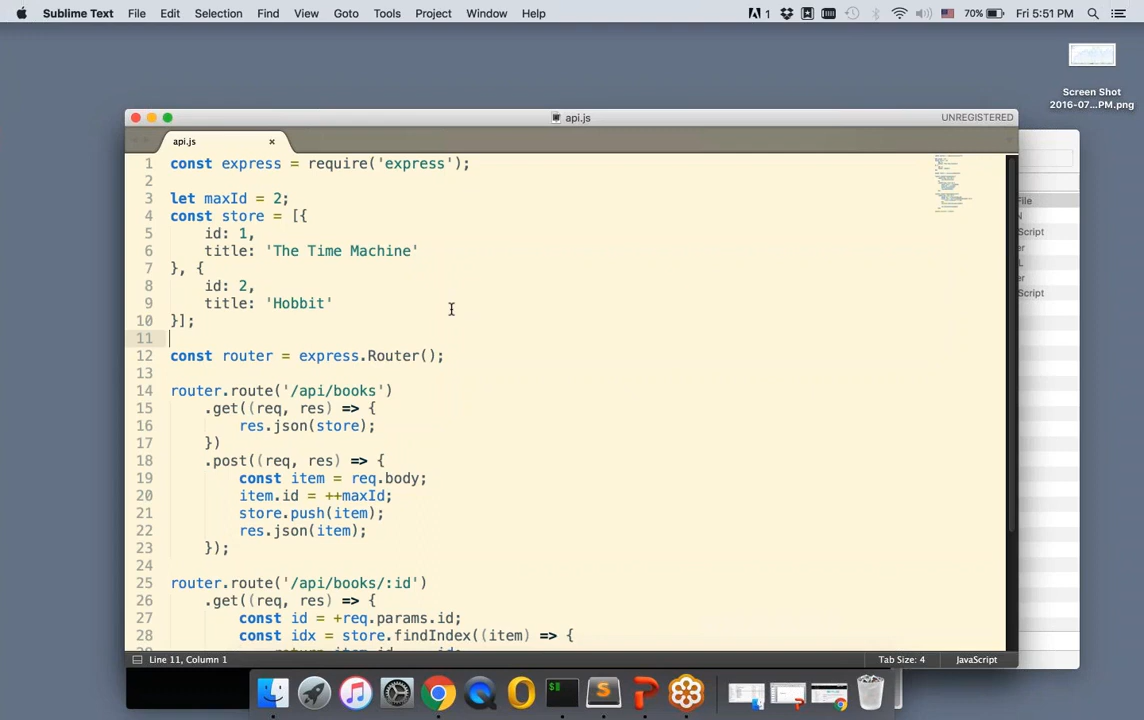 Sublime Text File Edit Selection Find View Goto Tools Project Window Help 1 70% Fri 5:51 PM
Screen Shot
2016-07...PM.png
api.js UNREGISTERED
api.js
1 const express = require('express');
2
3 let maxId = 2;
4 const store = [{
5 id: 1,
6 title: 'The Time Machine'
7 }, {
8 id: 2,
9 title: 'Hobbit'
10 }];
11
12 const router = express.Router();
13
14 router.route('/api/books')
15 .get((req, res) => {
16 res.json(store);
17 })
18 .post((req, res) => {
19 const item = req.body;
20 item.id = ++maxId;
21 store.push(item);
22 res.json(item);
23 });
24
25 router.route('/api/books/:id')
26 .get((req, res) => {
27 const id = +req.params.id;
28 const idx = store.findIndex((item) => {
Line 11, Column 1 Tab Size: 4 JavaScript
File
Script
er
er
Script